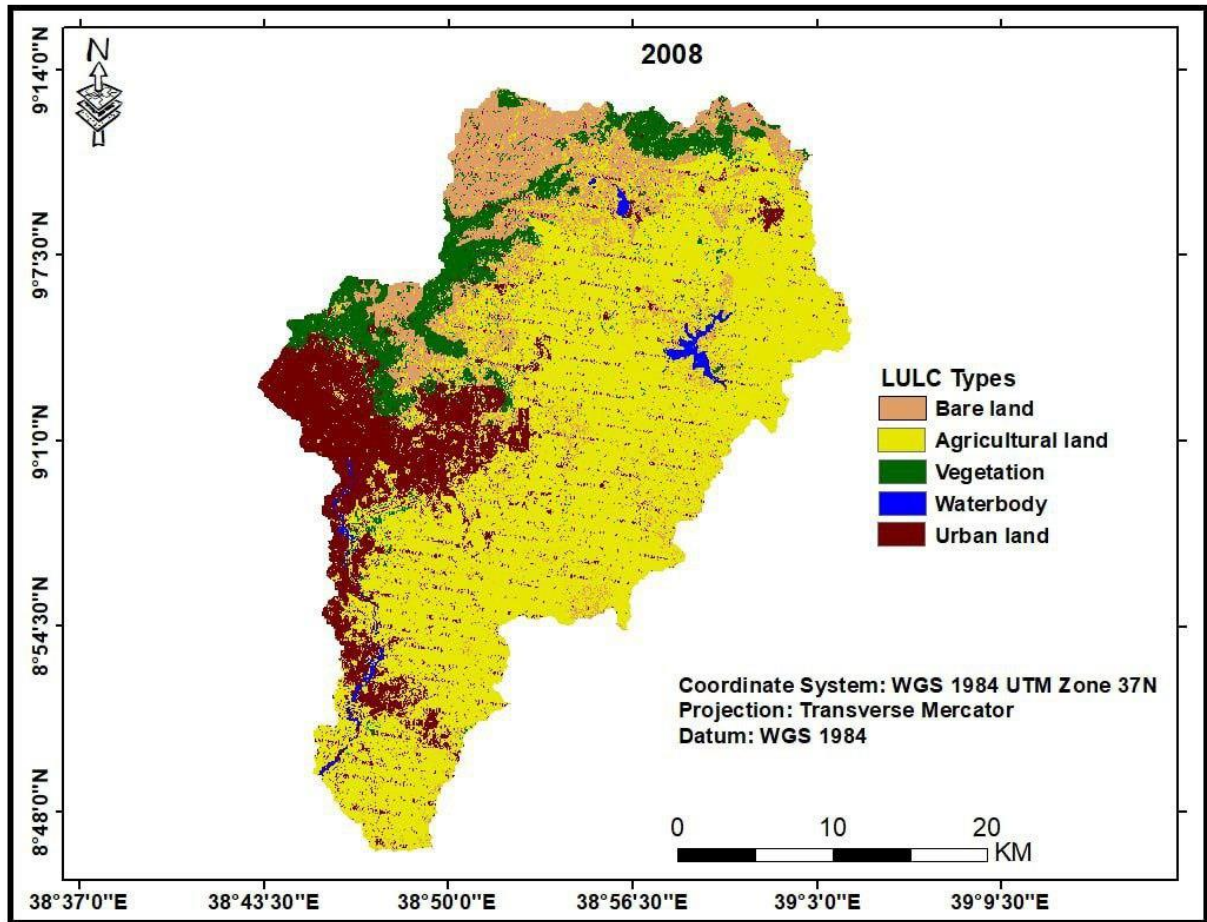 2008
N
9°14'0"N
9°7'30"N
9°1'0"N
8°54'30"N
8°48'0"N
LULC Types
Bare land
Agricultural land
Vegetation
Waterbody
Urban land
Coordinate System: WGS 1984 UTM Zone 37N
Projection: Transverse Mercator
Datum: WGS 1984
0 10 20
KM
38°37'0"E 38°43'30"E 38°50'0"E 38°56'30"E 39°3'0"E 39°9'30"E